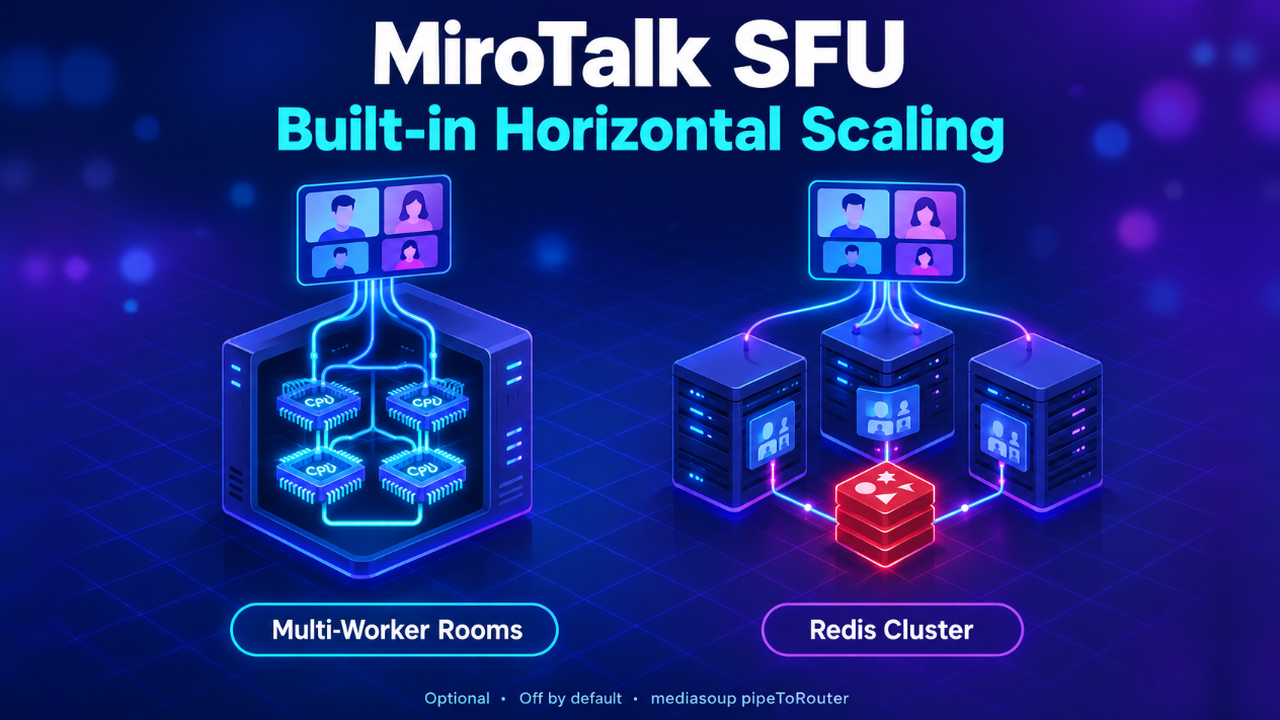 MiroTalk SFU
Built-in Horizontal Scaling
CPU
CPU
CPU
CPU
Multi-Worker Rooms
Redis Cluster
Optional • Off by default • mediasoup pipeToRouter